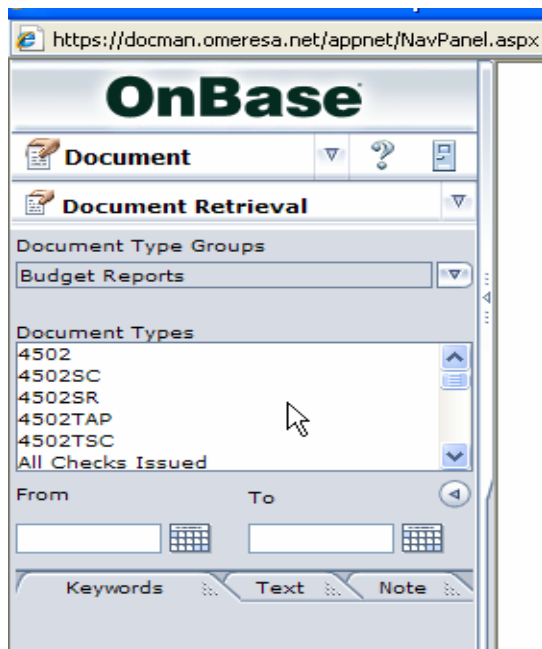 https://docman.omeresa.net/appnet/NavPanel.aspx
OnBase
Document
Document Retrieval
Document Type Groups
Budget Reports
Document Types
4502
4502SC
4502SR
4502TAP
4502TSC
All Checks Issued
From To
Keywords Text Note